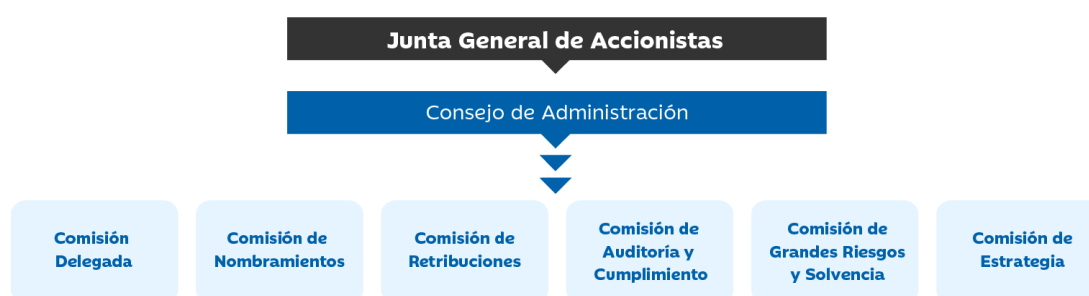 Junta General de Accionistas
Consejo de Administración
Comisión
Delegada
Comisión de
Nombramientos
Comisión de
Retribuciones
Comisión de
Auditoría y
Cumplimiento
Comisión de
Grandes Riesgos
y Solvencia
Comisión de
Estrategia